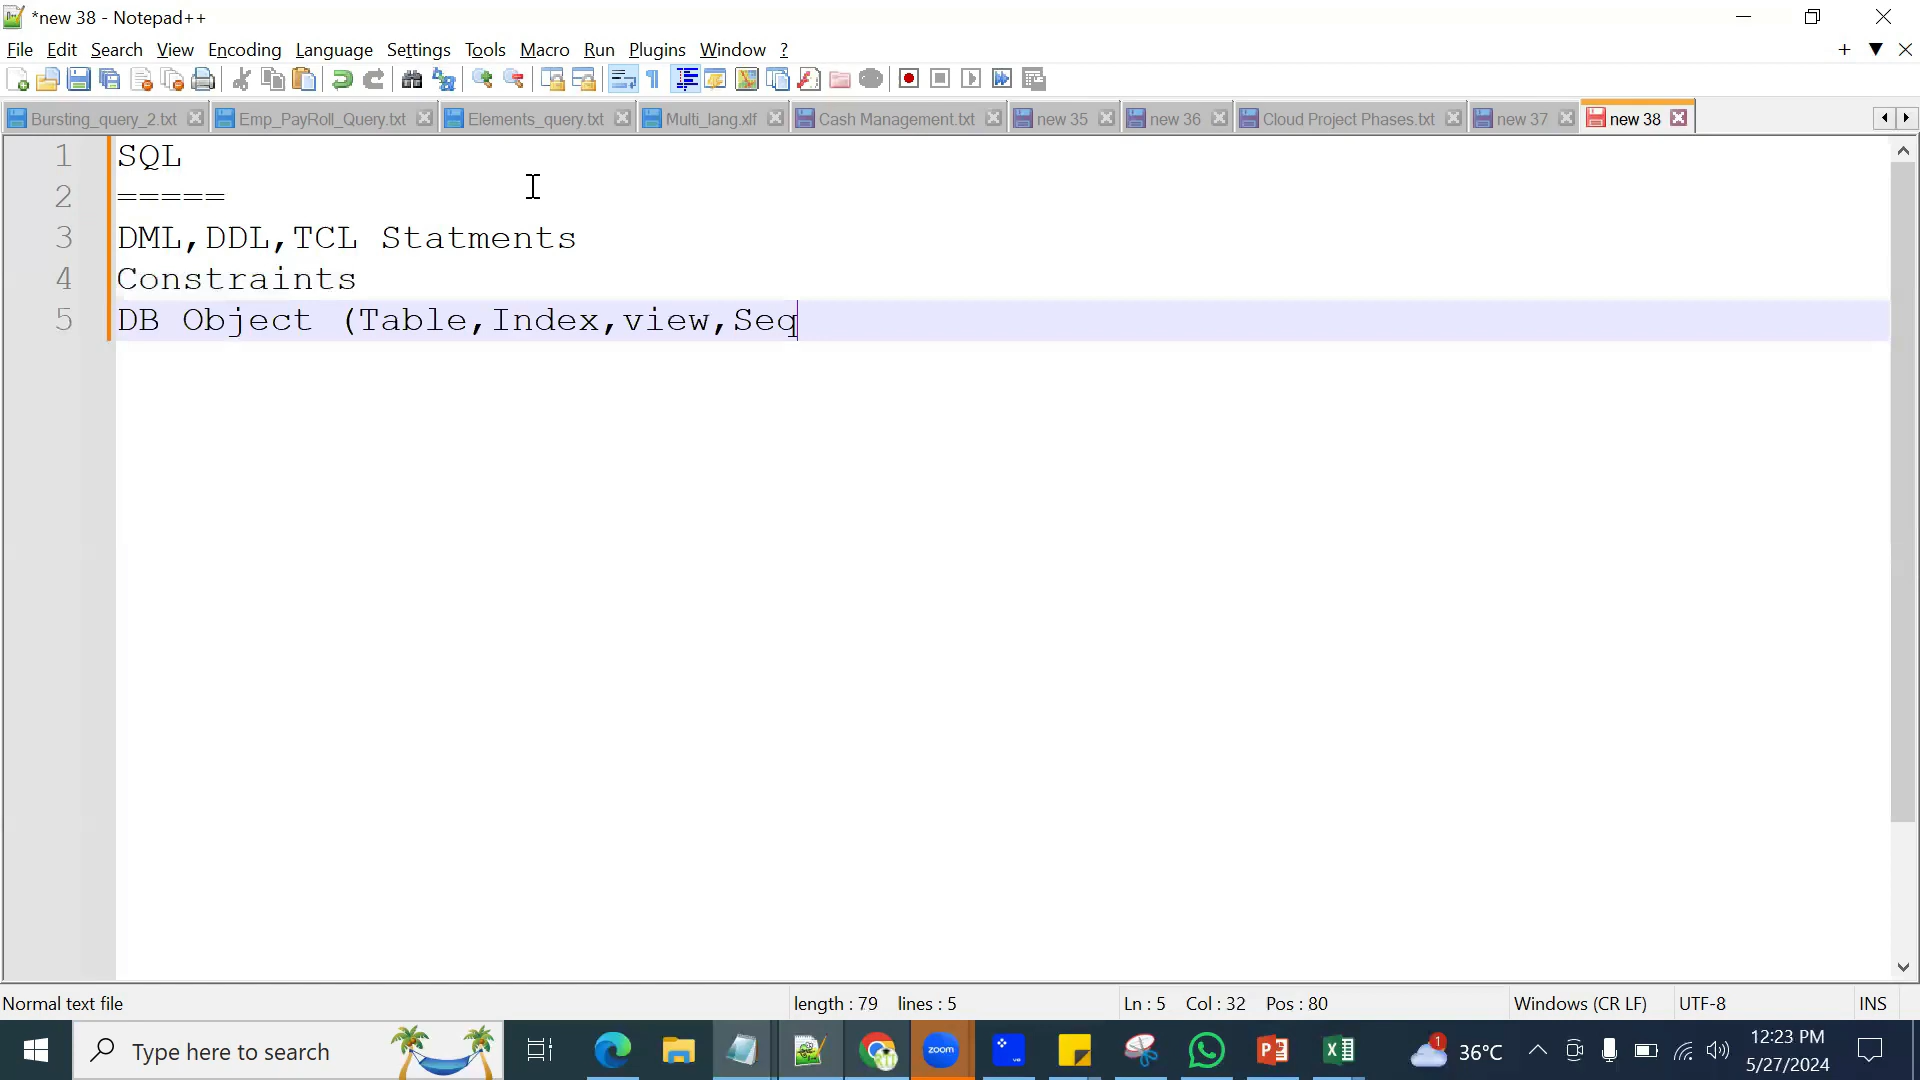 *new 38 - Notepad++
File Edit Search View Encoding Language Settings Tools Macro Run Plugins Window ?
Bursting_query_2.txt Emp_PayRoll_Query.txt Elements_query.txt Multi_lang.xlf Cash Management.txt new 35 new 36 Cloud Project Phases.txt new 37 new 38
1 SQL
2 =====
3 DML,DDL,TCL Statments
4 Constraints
5 DB Object (Table,Index,view,Seq
Normal text file length : 79 lines : 5 Ln : 5 Col : 32 Pos : 80 Windows (CR LF) UTF-8 INS
Type here to search zoom 1 36°C 12:23 PM
5/27/2024